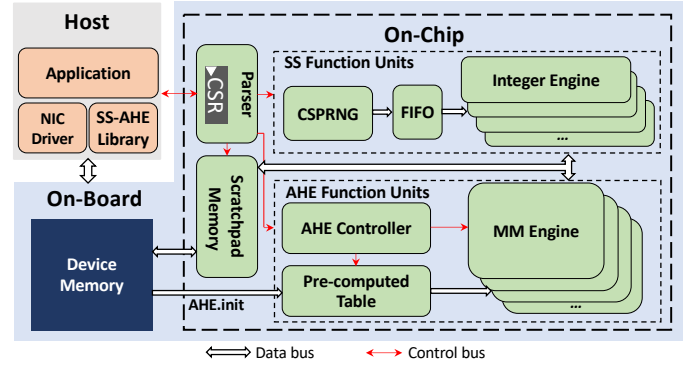 Host
On-Chip
Application
NIC
Driver
SS-AHE
Library
Parser
CSR
SS Function Units
CSPRNG
FIFO
Integer Engine
...
On-Board
Scratchpad
Memory
AHE Function Units
AHE Controller
MM Engine
Device
Memory
Pre-computed
Table
...
AHE.init
Data bus
Control bus